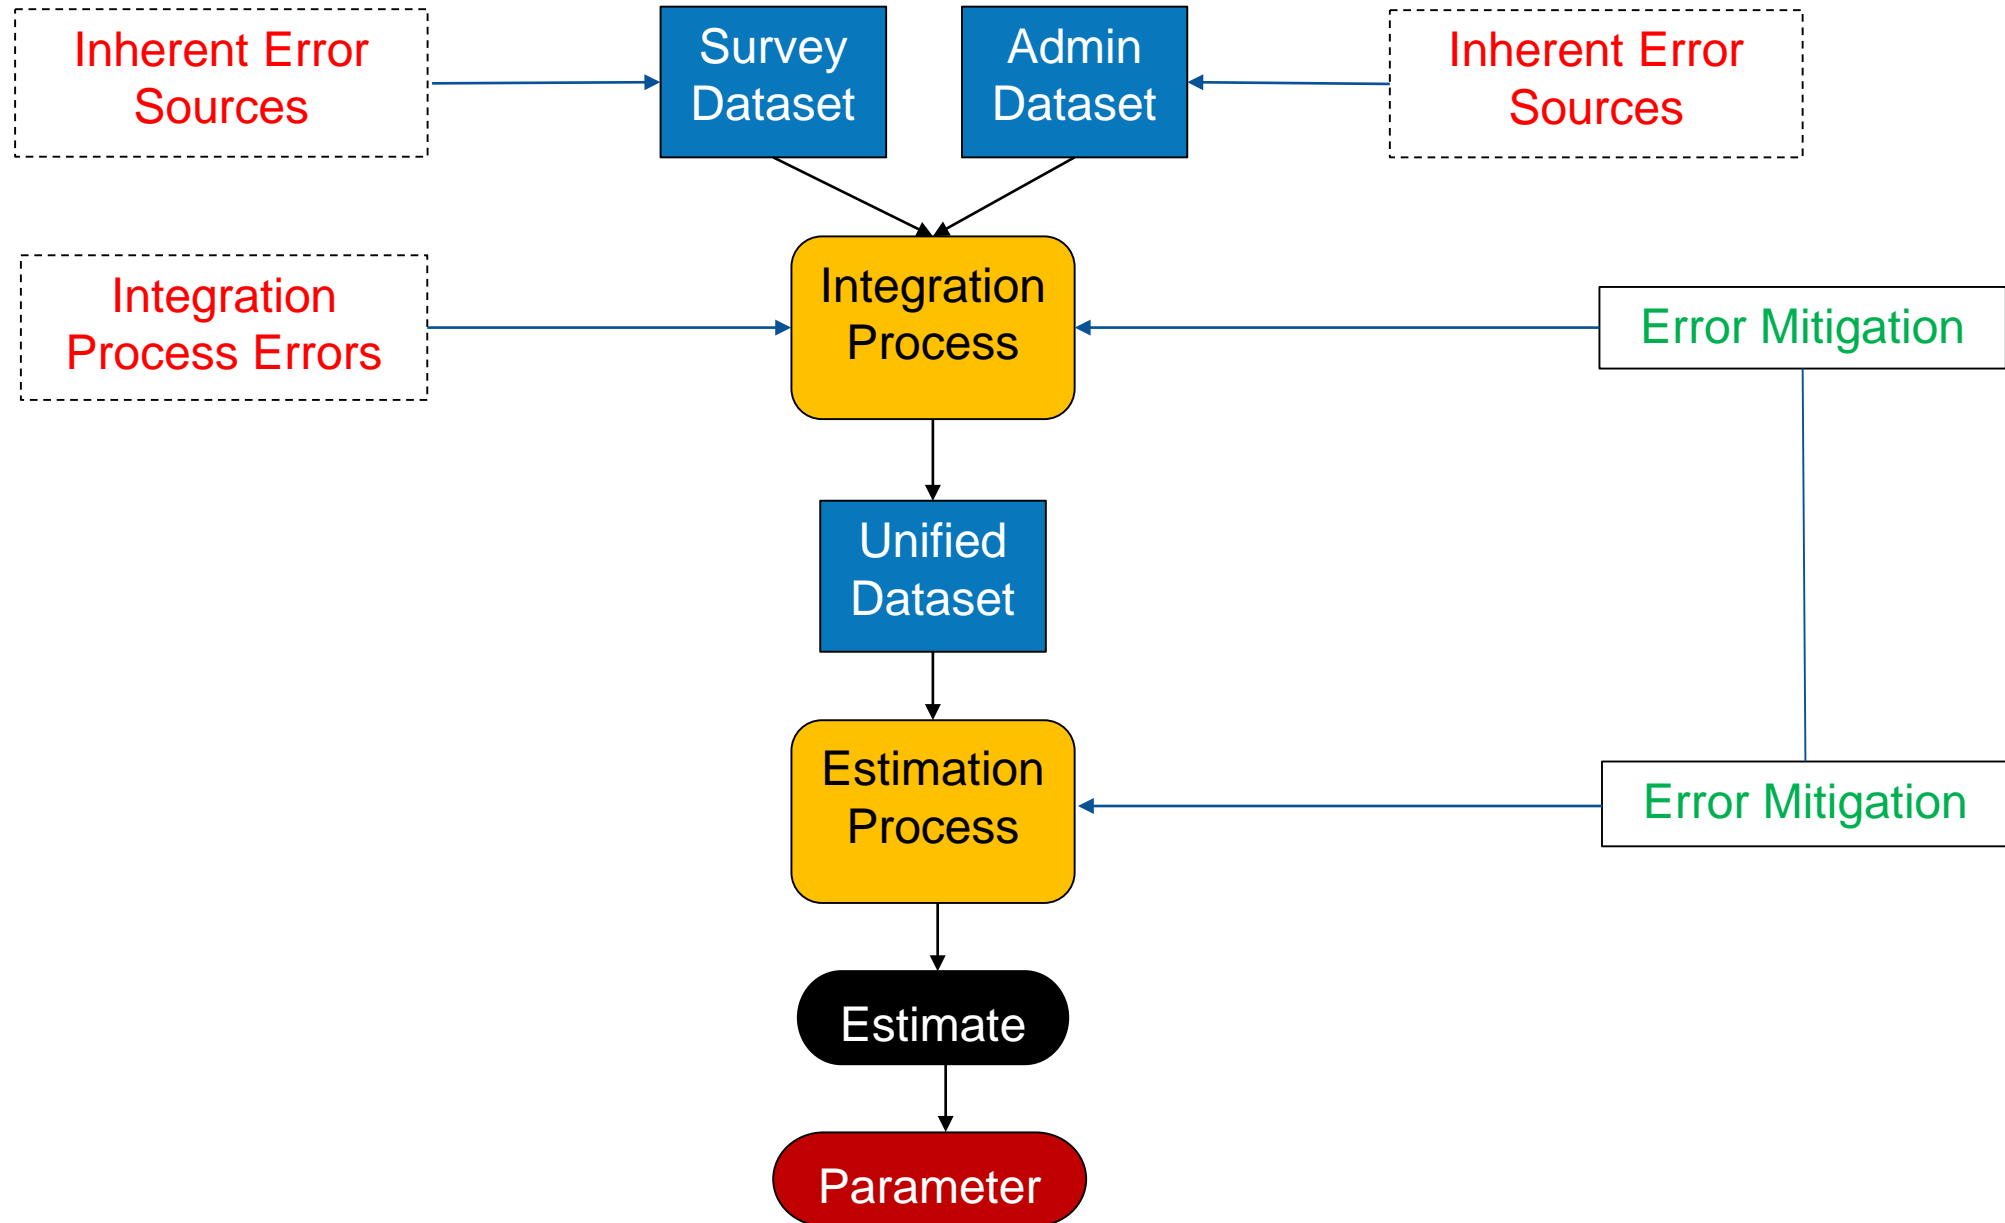 Inherent Error
Sources
Survey
Dataset
Admin
Dataset
Inherent Error
Sources
Integration
Process Errors
Integration
Process
Error Mitigation
Unified
Dataset
Estimation
Process
Error Mitigation
Estimate
Parameter